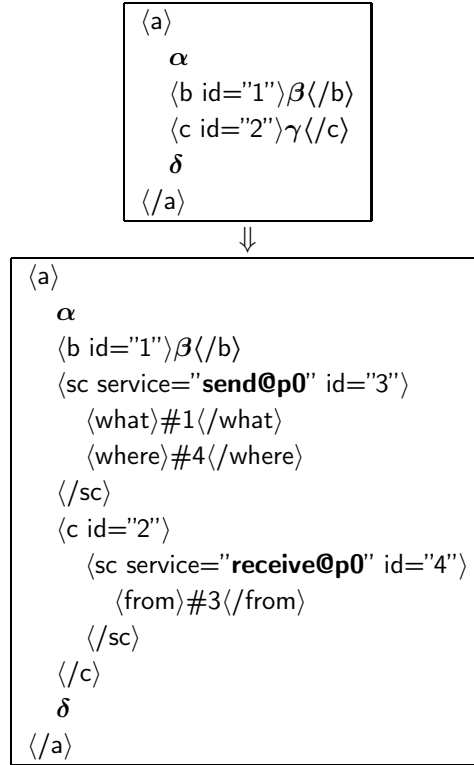 ⟨a⟩
α
⟨b id=”1”⟩β⟨/b⟩
⟨c id=”2”⟩γ⟨/c⟩
δ
⟨/a⟩
⇓
⟨a⟩
α
⟨b id=”1”⟩β⟨/b⟩
⟨sc service=”send@p0” id=”3”⟩
⟨what⟩#1⟨/what⟩
⟨where⟩#4⟨/where⟩
⟨/sc⟩
⟨c id=”2”⟩
⟨sc service=”receive@p0” id=”4”⟩
⟨from⟩#3⟨/from⟩
⟨/sc⟩
⟨/c⟩
δ
⟨/a⟩